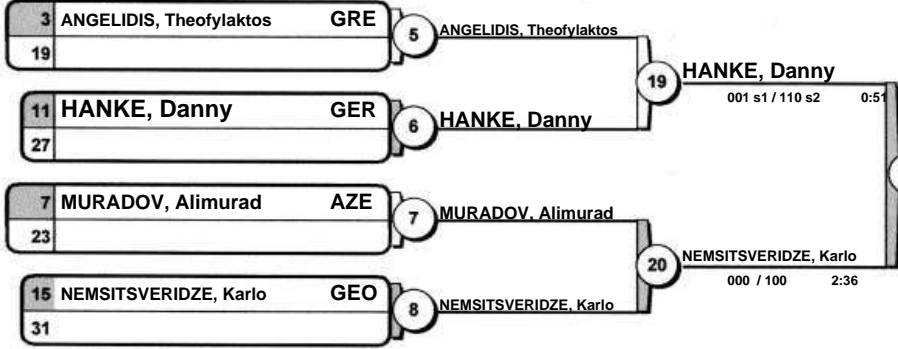 3 ANGELIDIS, Theofylaktos GRE
19
5
ANGELIDIS, Theofylaktos
11 HANKE, Danny GER
27
6
HANKE, Danny
19
HANKE, Danny
001 s1 / 110 s2 0:51
7 MURADOV, Alimurad AZE
23
7
MURADOV, Alimurad
15 NEMSITSVERIDZE, Karlo GEO
31
8
NEMSITSVERIDZE, Karlo
20
NEMSITSVERIDZE, Karlo
000 / 100 2:36